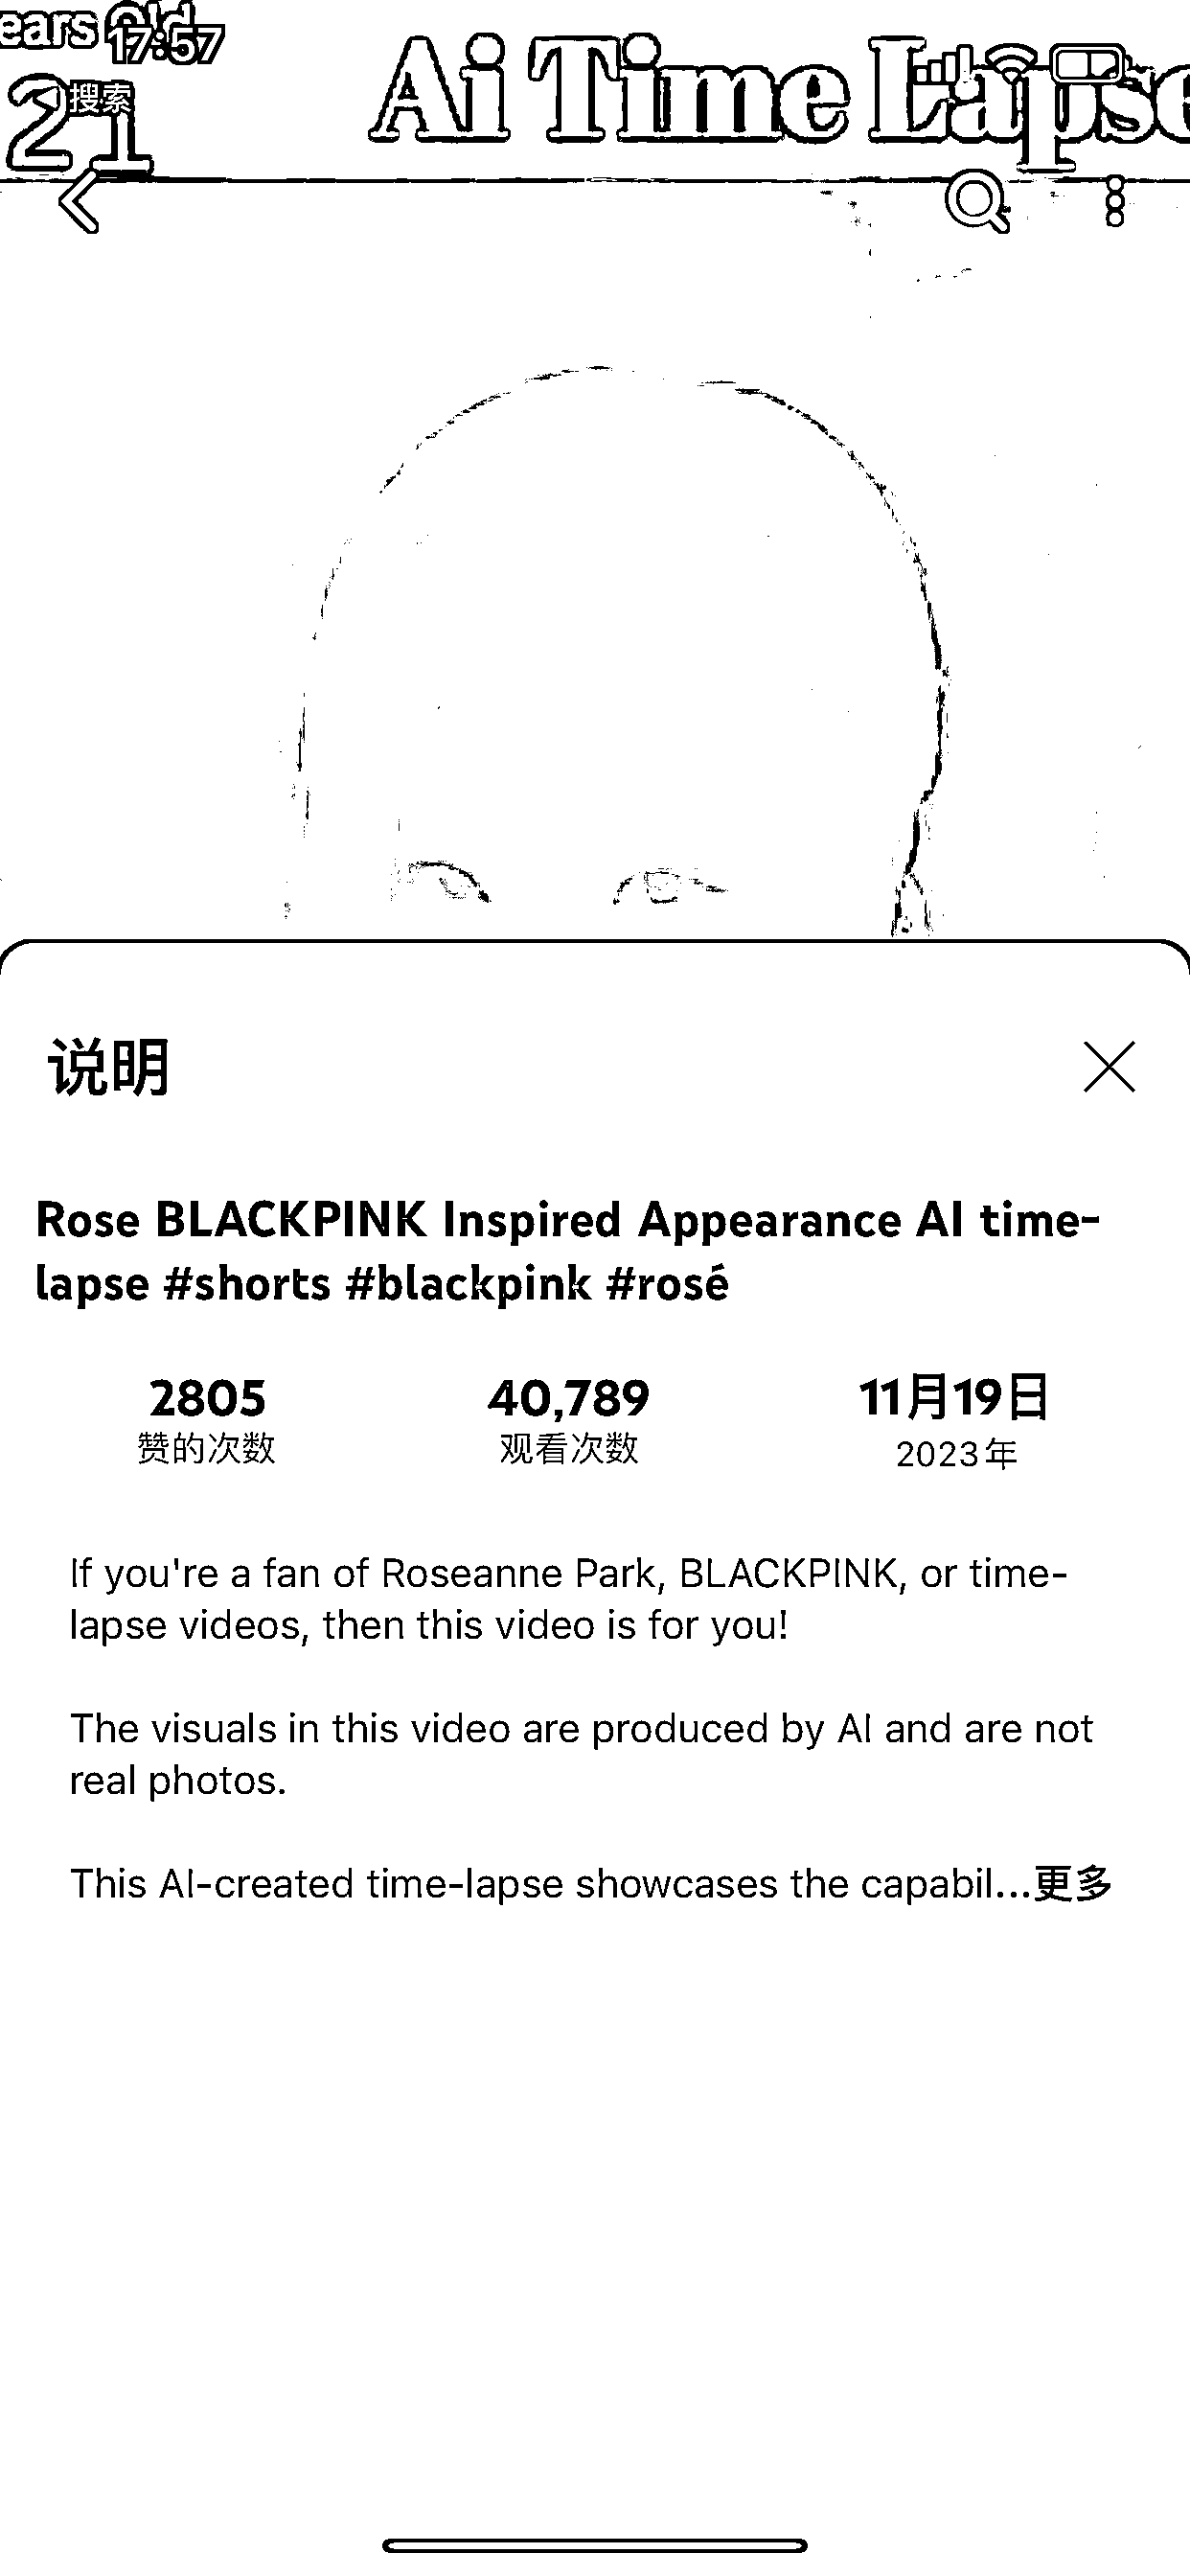 ears Old
17:57
21
搜索
Ai Time Lapse
说明
Rose BLACKPINK Inspired Appearance AI time-
lapse #shorts #blackpink #rosé
2805
40,789
11月19日
赞的次数
观看次数
2023年
If you're a fan of Roseanne Park, BLACKPINK, or time-
lapse videos, then this video is for you!
The visuals in this video are produced by AI and are not
real photos.
This AI-created time-lapse showcases the capabil...更多